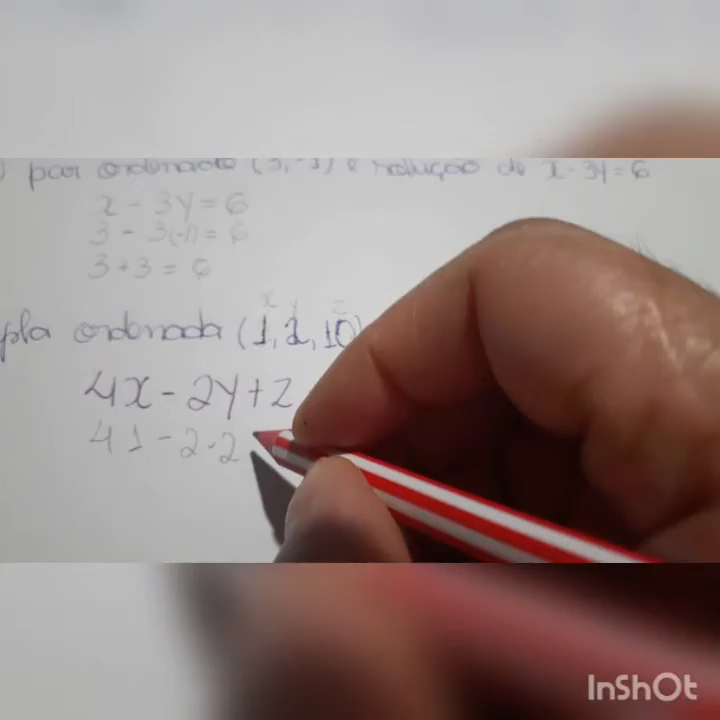 ) par ordenado (3,-1) é solução de x - 3y = 6
x - 3y = 6
3 - 3(-1) = 6
3 + 3 = 6
x y z
pla ordenada (1, 2, 10)
4x - 2y + z
4 1 - 2 · 2
InShOt